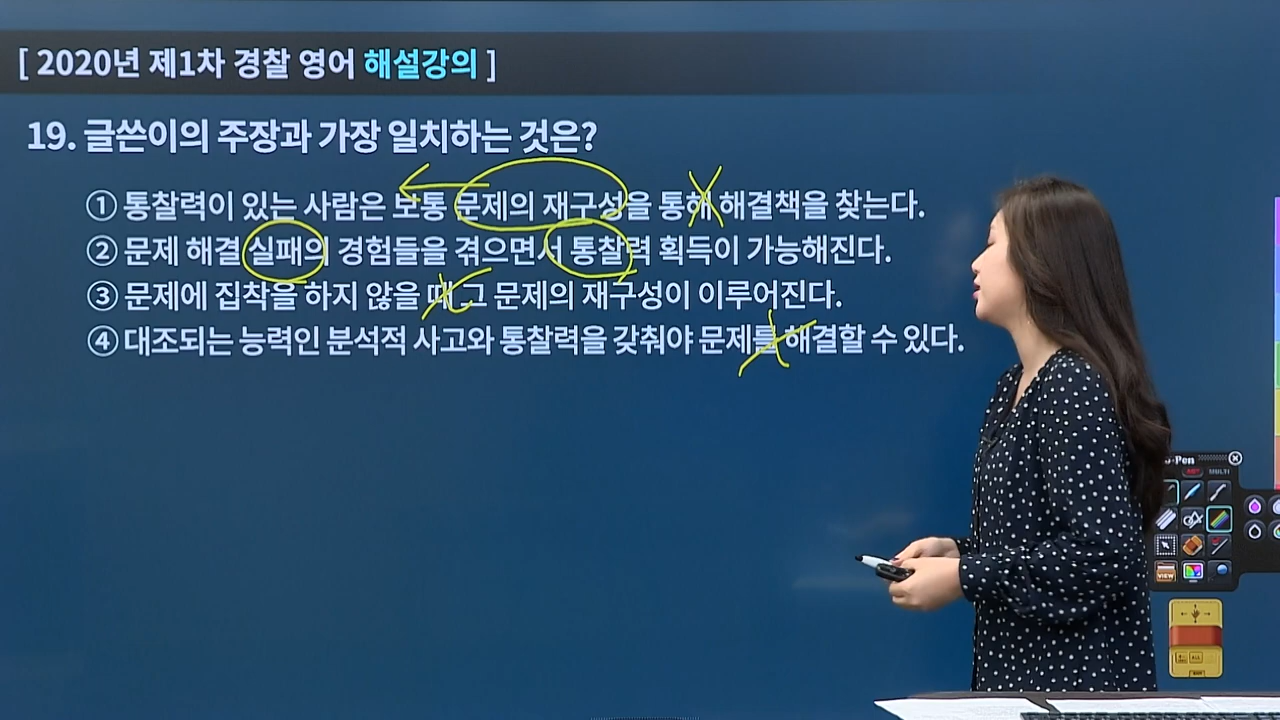 [ 2020년 제1차 경찰 영어 해설강의 ]
19. 글쓴이의 주장과 가장 일치하는 것은?
① 통찰력이 있는 사람은 보통 문제의 재구성을 통해 해결책을 찾는다.
② 문제 해결 실패의 경험들을 겪으면서 통찰력 획득이 가능해진다.
③ 문제에 집착을 하지 않을 때 그 문제의 재구성이 이루어진다.
④ 대조되는 능력인 분석적 사고와 통찰력을 갖춰야 문제를 해결할 수 있다.
-Pen
MULTI
VIEW
ALL